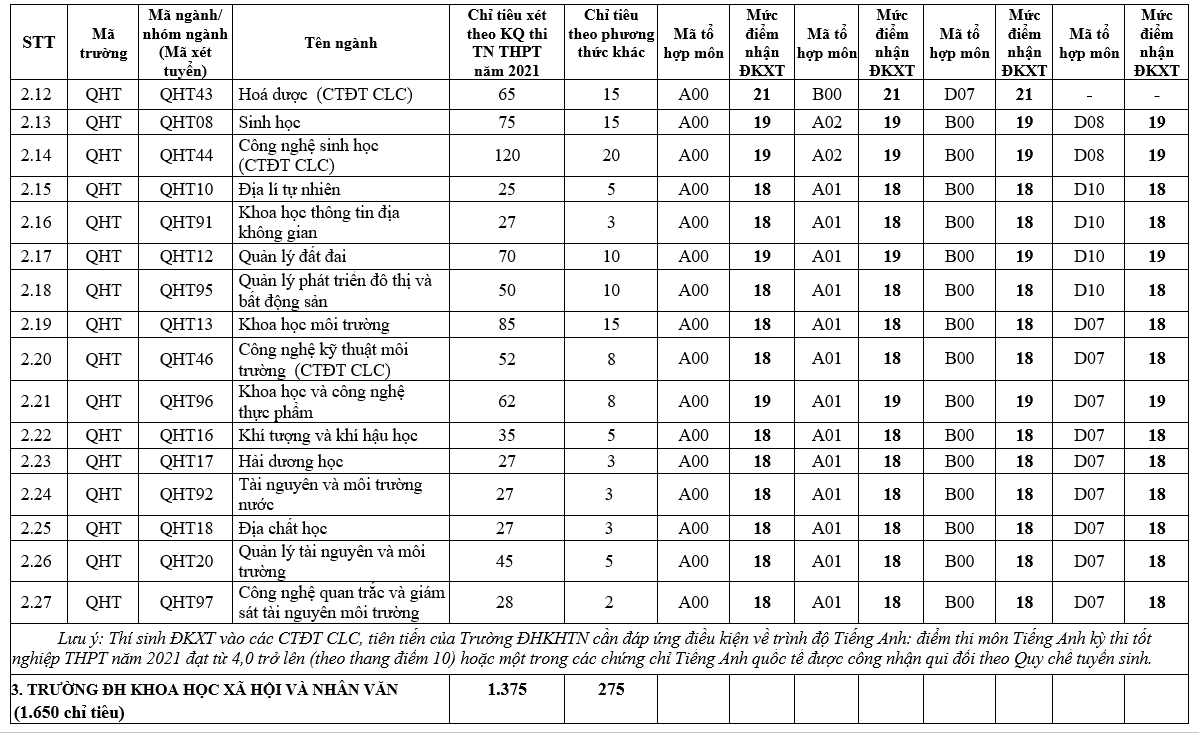 STT | Mã trường | Mã ngành/ nhóm ngành (Mã xét tuyển) | Tên ngành | Chỉ tiêu xét theo KQ thi TN THPT năm 2021 | Chỉ tiêu theo phương thức khác | Mã tổ hợp môn | Mức điểm nhận ĐKXT | Mã tổ hợp môn | Mức điểm nhận ĐKXT | Mã tổ hợp môn | Mức điểm nhận ĐKXT | Mã tổ hợp môn | Mức điểm nhận ĐKXT
2.12 | QHT | QHT43 | Hoá dược (CTĐT CLC) | 65 | 15 | A00 | 21 | B00 | 21 | D07 | 21 | - | -
2.13 | QHT | QHT08 | Sinh học | 75 | 15 | A00 | 19 | A02 | 19 | B00 | 19 | D08 | 19
2.14 | QHT | QHT44 | Công nghệ sinh học (CTĐT CLC) | 120 | 20 | A00 | 19 | A02 | 19 | B00 | 19 | D08 | 19
2.15 | QHT | QHT10 | Địa lí tự nhiên | 25 | 5 | A00 | 18 | A01 | 18 | B00 | 18 | D10 | 18
2.16 | QHT | QHT91 | Khoa học thông tin địa không gian | 27 | 3 | A00 | 18 | A01 | 18 | B00 | 18 | D10 | 18
2.17 | QHT | QHT12 | Quản lý đất đai | 70 | 10 | A00 | 19 | A01 | 19 | B00 | 19 | D10 | 19
2.18 | QHT | QHT95 | Quản lý phát triển đô thị và bất động sản | 50 | 10 | A00 | 18 | A01 | 18 | B00 | 18 | D10 | 18
2.19 | QHT | QHT13 | Khoa học môi trường | 85 | 15 | A00 | 18 | A01 | 18 | B00 | 18 | D07 | 18
2.20 | QHT | QHT46 | Công nghệ kỹ thuật môi trường (CTĐT CLC) | 52 | 8 | A00 | 18 | A01 | 18 | B00 | 18 | D07 | 18
2.21 | QHT | QHT96 | Khoa học và công nghệ thực phẩm | 62 | 8 | A00 | 19 | A01 | 19 | B00 | 19 | D07 | 19
2.22 | QHT | QHT16 | Khí tượng và khí hậu học | 35 | 5 | A00 | 18 | A01 | 18 | B00 | 18 | D07 | 18
2.23 | QHT | QHT17 | Hải dương học | 27 | 3 | A00 | 18 | A01 | 18 | B00 | 18 | D07 | 18
2.24 | QHT | QHT92 | Tài nguyên và môi trường nước | 27 | 3 | A00 | 18 | A01 | 18 | B00 | 18 | D07 | 18
2.25 | QHT | QHT18 | Địa chất học | 27 | 3 | A00 | 18 | A01 | 18 | B00 | 18 | D07 | 18
2.26 | QHT | QHT20 | Quản lý tài nguyên và môi trường | 45 | 5 | A00 | 18 | A01 | 18 | B00 | 18 | D07 | 18
2.27 | QHT | QHT97 | Công nghệ quan trắc và giám sát tài nguyên môi trường | 28 | 2 | A00 | 18 | A01 | 18 | B00 | 18 | D07 | 18
Lưu ý: Thí sinh ĐKXT vào các CTĐT CLC, tiên tiến của Trường ĐHKHTN cần đáp ứng điều kiện về trình độ Tiếng Anh: điểm thi môn Tiếng Anh kỳ thi tốt
nghiệp THPT năm 2021 đạt từ 4,0 trở lên (theo thang điểm 10) hoặc một trong các chứng chỉ Tiếng Anh quốc tế được công nhận qui đổi theo Quy chế tuyển sinh.
3. TRƯỜNG ĐH KHOA HỌC XÃ HỘI VÀ NHÂN VĂN | 1.375 | 275
(1.650 chỉ tiêu)